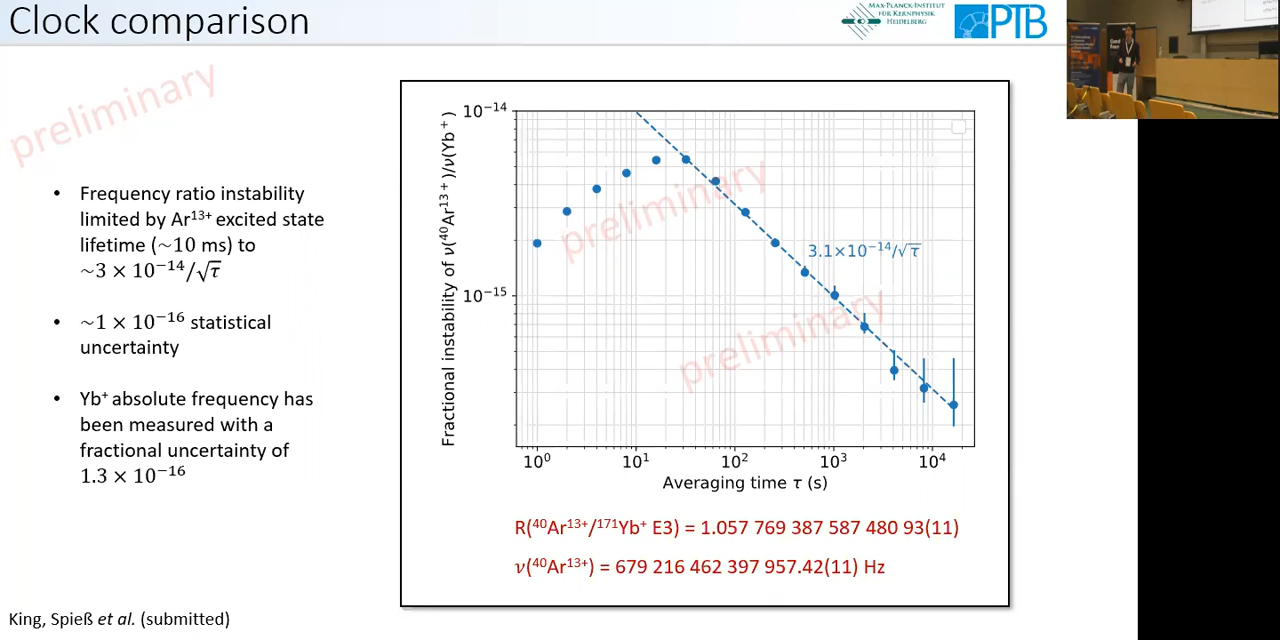 Clock comparison
MAX-PLANCK-INSTITUT
FÜR KERNPHYSIK
HEIDELBERG
PTB
preliminary
• Frequency ratio instability
limited by Ar¹³⁺ excited state
lifetime (~10 ms) to
~3 × 10⁻¹⁴/√τ
• ~1 × 10⁻¹⁶ statistical
uncertainty
• Yb⁺ absolute frequency has
been measured with a
fractional uncertainty of
1.3 × 10⁻¹⁶
Fractional instability of ν(⁴⁰Ar¹³⁺)/ν(Yb⁺)
10⁻¹⁴
10⁻¹⁵
preliminary
3.1×10⁻¹⁴/√τ
preliminary
10⁰ 10¹ 10² 10³ 10⁴
Averaging time τ (s)
R(⁴⁰Ar¹³⁺/¹⁷¹Yb⁺ E3) = 1.057 769 387 587 480 93(11)
ν(⁴⁰Ar¹³⁺) = 679 216 462 397 957.42(11) Hz
King, Spieß et al. (submitted)